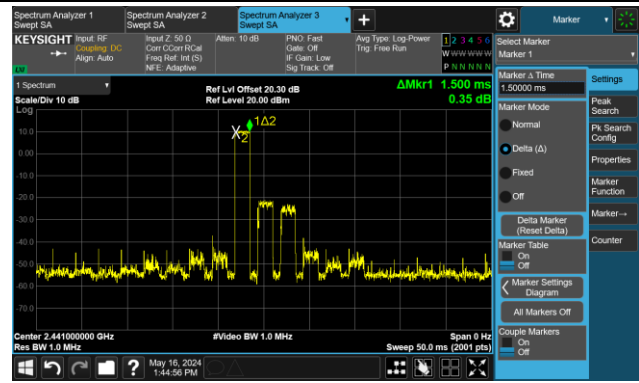 Spectrum Analyzer 1
Swept SA
Spectrum Analyzer 2
Swept SA
Spectrum Analyzer 3
Swept SA
Marker
KEYSIGHT
Input: RF
Coupling: DC
Align: Auto
Input Z: 50 Ω
Corr CCorr RCal
Freq Ref: Int (S)
NFE: Adaptive
Atten: 10 dB
PNO: Fast
Gate: Off
IF Gain: Low
Sig Track: Off
Avg Type: Log-Power
Trig: Free Run
1 2 3 4 5 6
W W W W W W
P N N N N N
Select Marker
Marker 1
1 Spectrum
Scale/Div 10 dB
Ref Lvl Offset 20.30 dB
Ref Level 20.00 dBm
ΔMkr1 1.500 ms
0.35 dB
Log
10.0
0.00
-10.0
-20.0
-30.0
-40.0
-50.0
-60.0
-70.0
X2
1Δ2
Center 2.441000000 GHz
Res BW 1.0 MHz
#Video BW 1.0 MHz
Span 0 Hz
Sweep 50.0 ms (2001 pts)
Marker Δ Time
1.50000 ms
Marker Mode
Normal
Delta (Δ)
Fixed
Off
Delta Marker
(Reset Delta)
Marker Table
On
Off
Marker Settings
Diagram
All Markers Off
Couple Markers
On
Off
Settings
Peak
Search
Pk Search
Config
Properties
Marker
Function
Marker→
Counter
?
May 16, 2024
1:44:56 PM